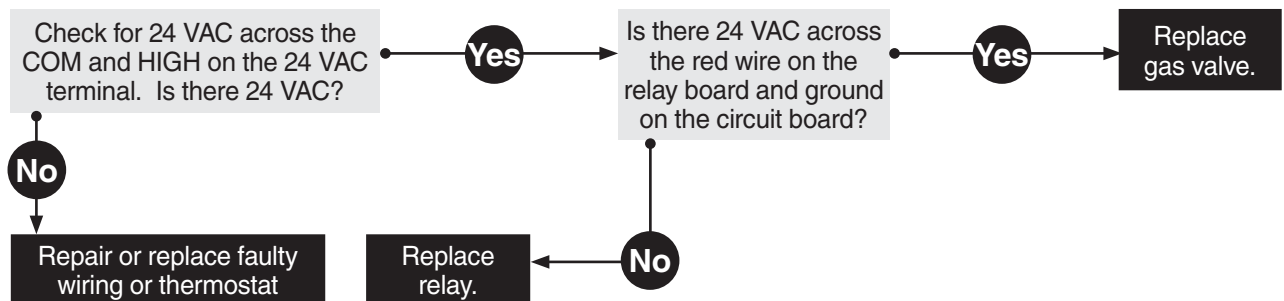 Check for 24 VAC across the
COM and HIGH on the 24 VAC
terminal.  Is there 24 VAC?
Yes
Is there 24 VAC across
the red wire on the
relay board and ground
on the circuit board?
Yes
Replace
gas valve.
No
Repair or replace faulty
wiring or thermostat
No
Replace
relay.